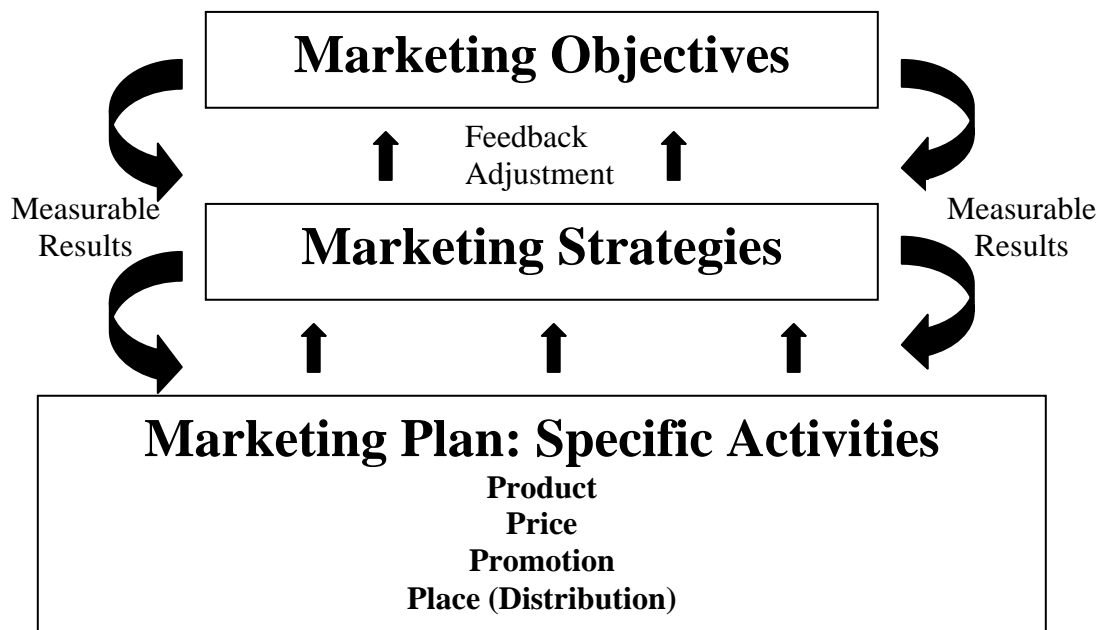 Marketing Objectives
Feedback
Adjustment
Measurable
Results
Measurable
Results
Marketing Strategies
Marketing Plan: Specific Activities
Product
Price
Promotion
Place (Distribution)